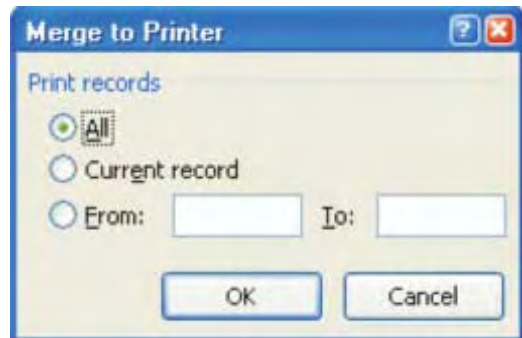 Merge to Printer
Print records
All
Current record
From: To:
OK Cancel